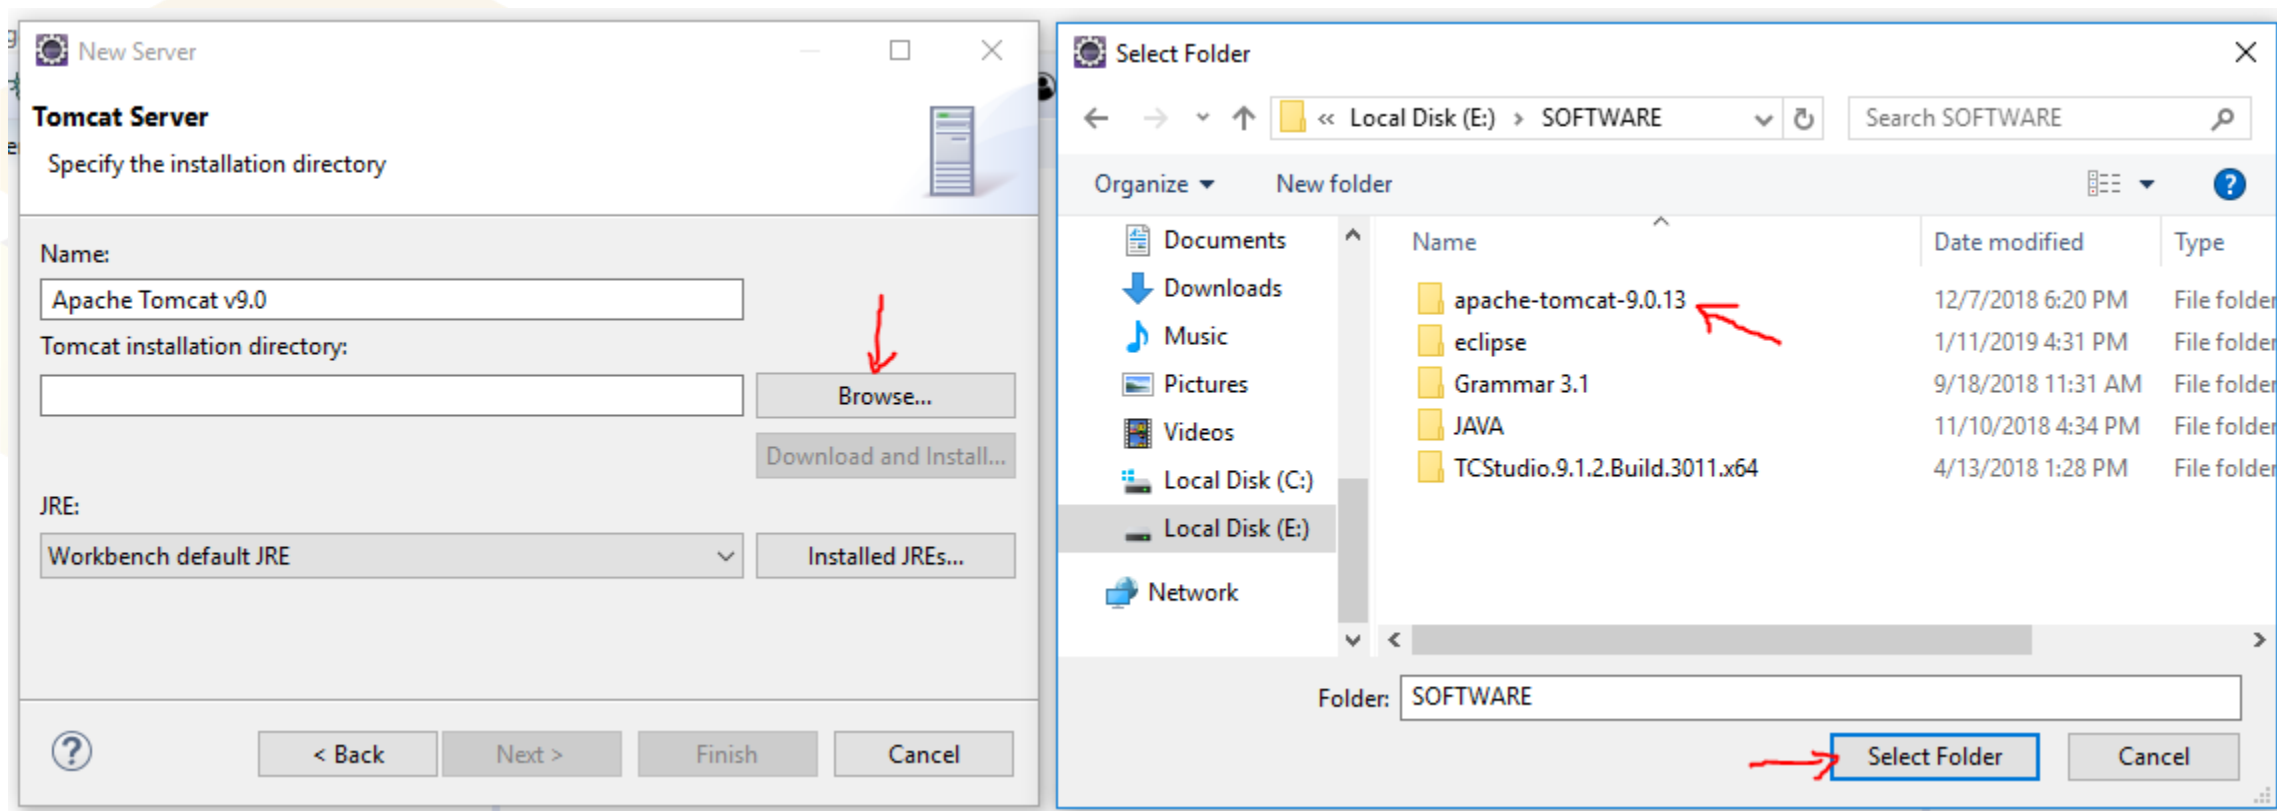 New Server
Tomcat Server
Specify the installation directory
Name:
Apache Tomcat v9.0
Tomcat installation directory:
Browse...
Download and Install...
JRE:
Workbench default JRE
Installed JREs...
< Back Next > Finish Cancel
Select Folder
« Local Disk (E:) › SOFTWARE Search SOFTWARE
Organize New folder
Documents
Downloads
Music
Pictures
Videos
Local Disk (C:)
Local Disk (E:)
Network
Name Date modified Type
apache-tomcat-9.0.13 12/7/2018 6:20 PM File folder
eclipse 1/11/2019 4:31 PM File folder
Grammar 3.1 9/18/2018 11:31 AM File folder
JAVA 11/10/2018 4:34 PM File folder
TCStudio.9.1.2.Build.3011.x64 4/13/2018 1:28 PM File folder
Folder: SOFTWARE
Select Folder Cancel